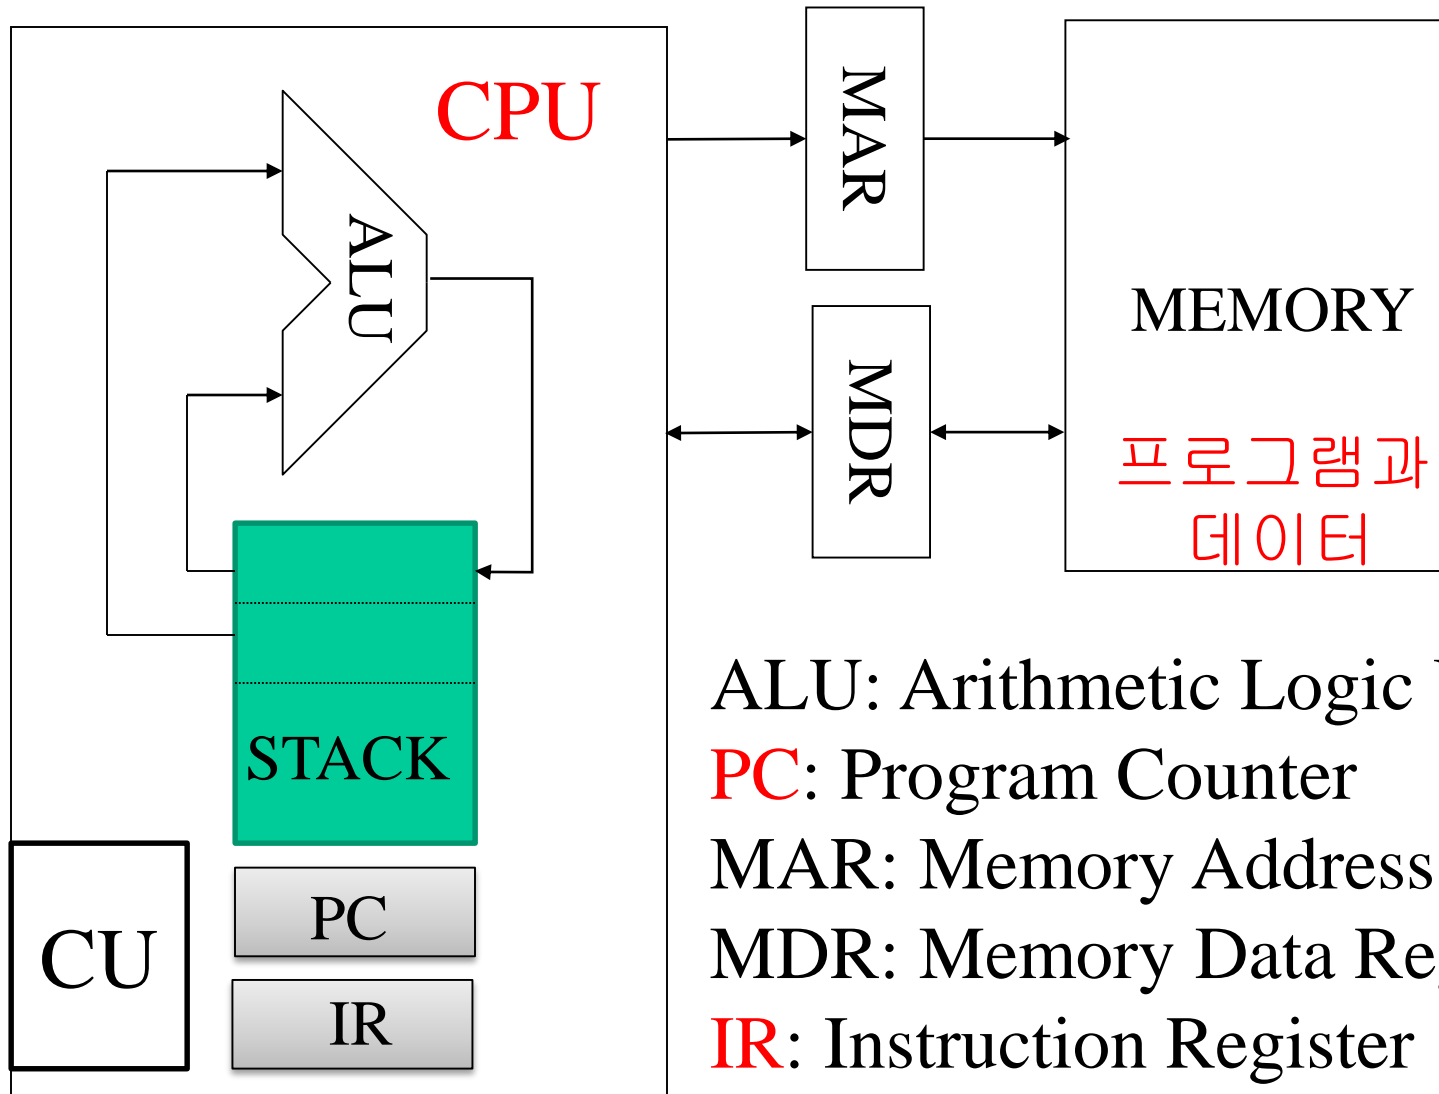 CPU
ALU
MAR
MDR
MEMORY
프로그램과
데이터
STACK
PC
IR
CU
ALU: Arithmetic Logic
PC: Program Counter
MAR: Memory Address
MDR: Memory Data
IR: Instruction Register